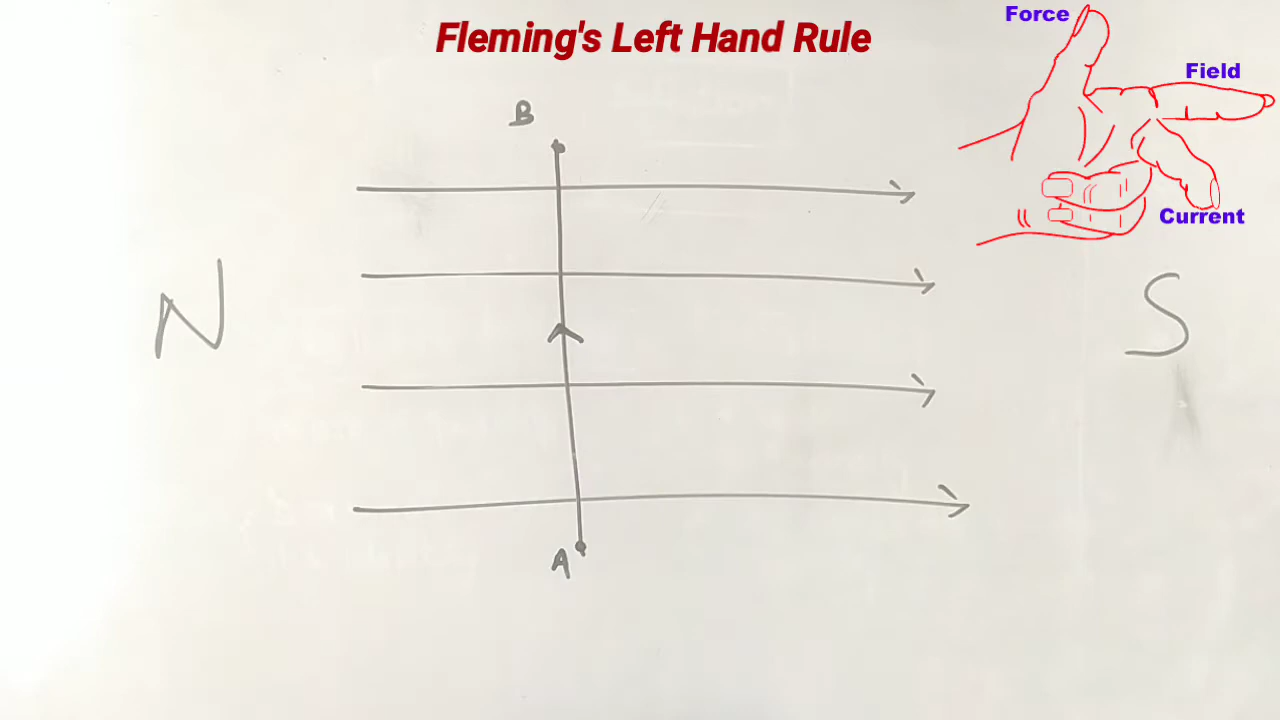 Fleming's Left Hand Rule
Force
Field
Current
B
N
S
A